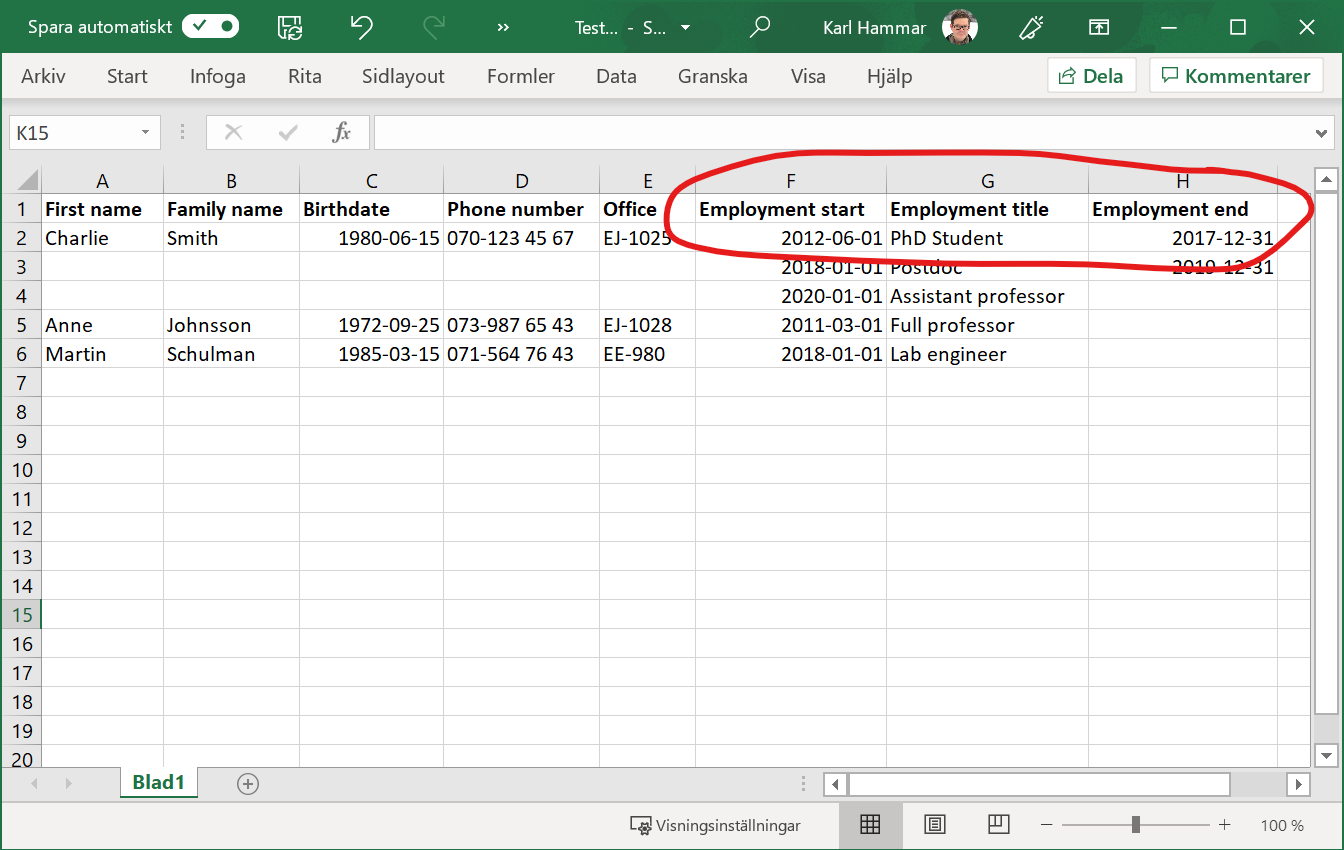 Spara automatiskt » Test... - S... Karl Hammar
Arkiv Start Infoga Rita Sidlayout Formler Data Granska Visa Hjälp Dela Kommentarer
K15 fx
A B C D E F G H
1 First name Family name Birthdate Phone number Office Employment start Employment title Employment end
2 Charlie Smith 1980-06-15 070-123 45 67 EJ-1025 2012-06-01 PhD Student 2017-12-31
3 2018-01-01 Postdoc 2019-12-31
4 2020-01-01 Assistant professor
5 Anne Johnsson 1972-09-25 073-987 65 43 EJ-1028 2011-03-01 Full professor
6 Martin Schulman 1985-03-15 071-564 76 43 EE-980 2018-01-01 Lab engineer
7
8
9
10
11
12
13
14
15
16
17
18
19
20
Blad1
Visningsinställningar 100 %